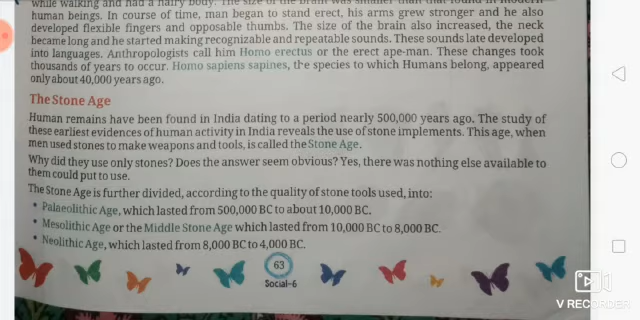 while walking and had a hairy body. The size of the brain was smaller than that found in modern
human beings. In course of time, man began to stand erect, his arms grew stronger and he also
developed flexible fingers and opposable thumbs. The size of the brain also increased, the neck
became long and he started making recognizable and repeatable sounds. These sounds late developed
into languages. Anthropologists call him Homo erectus or the erect ape-man. These changes took
thousands of years to occur. Homo sapiens sapines, the species to which Humans belong, appeared
only about 40,000 years ago.
The Stone Age
Human remains have been found in India dating to a period nearly 500,000 years ago. The study of
these earliest evidences of human activity in India reveals the use of stone implements. This age, when
men used stones to make weapons and tools, is called the Stone Age.
Why did they use only stones? Does the answer seem obvious? Yes, there was nothing else available to
them could put to use.
The Stone Age is further divided, according to the quality of stone tools used, into:
• Palaeolithic Age, which lasted from 500,000 BC to about 10,000 BC.
• Mesolithic Age or the Middle Stone Age which lasted from 10,000 BC to 8,000 BC.
• Neolithic Age, which lasted from 8,000 BC to 4,000 BC.
63
Social-6
V RECORDER